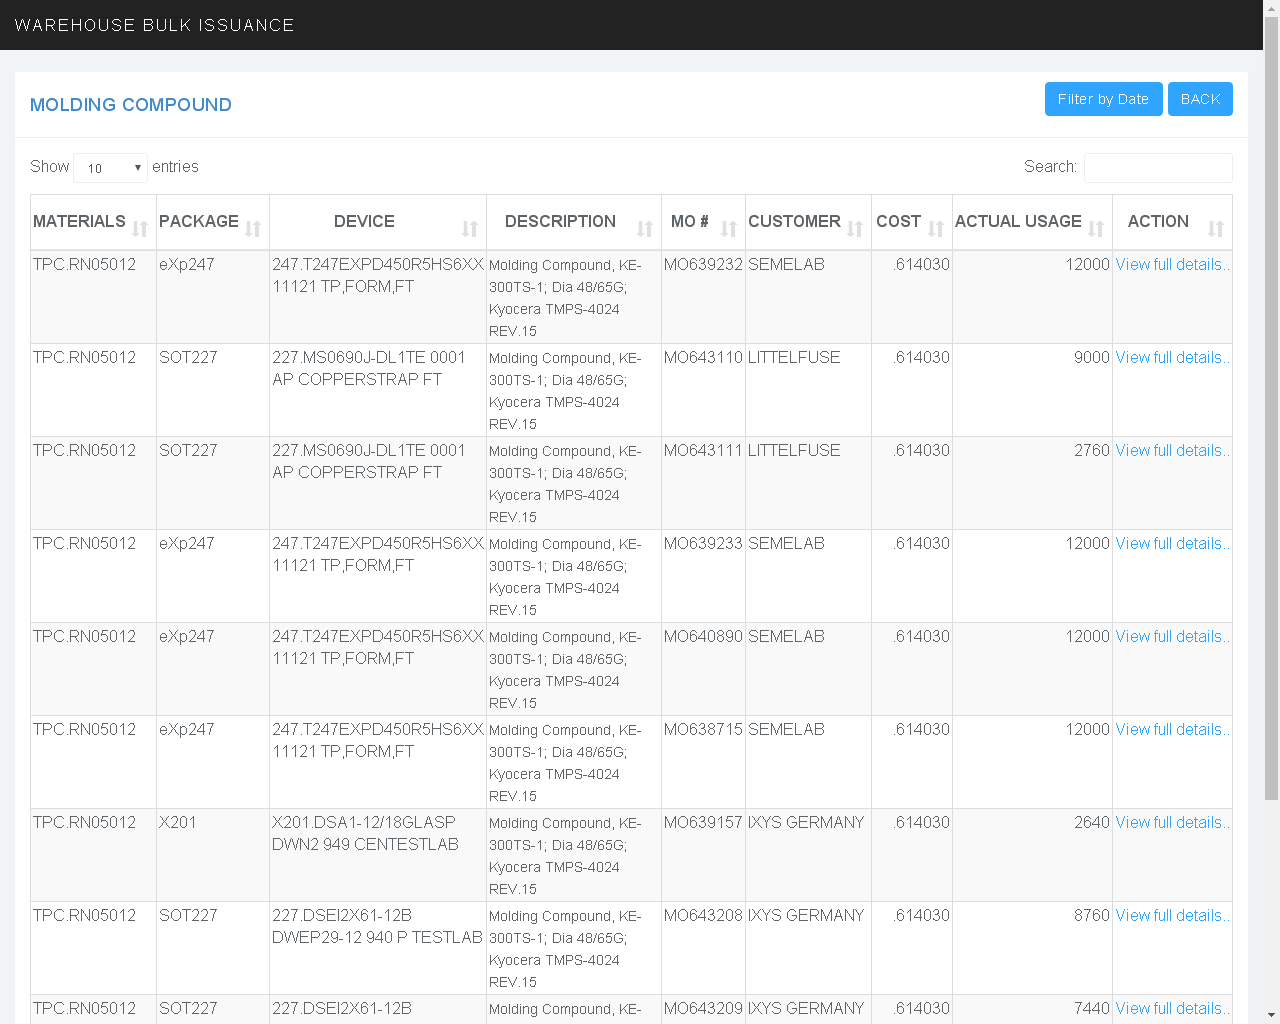 WAREHOUSE BULK ISSUANCE
MOLDING COMPOUND
Filter by Date BACK
Show 10 entries Search:
MATERIALS PACKAGE DEVICE DESCRIPTION MO # CUSTOMER COST ACTUAL USAGE ACTION
TPC.RN05012 eXp247 247.T247EXPD450R5HS6XX Molding Compound, KE- MO639232 SEMELAB .614030 12000 View full details..
11121 TP,FORM,FT 300TS-1; Dia 48/65G;
Kyocera TMPS-4024
REV.15
TPC.RN05012 SOT227 227.MS0690J-DL1TE 0001 Molding Compound, KE- MO643110 LITTELFUSE .614030 9000 View full details..
AP COPPERSTRAP FT 300TS-1; Dia 48/65G;
Kyocera TMPS-4024
REV.15
TPC.RN05012 SOT227 227.MS0690J-DL1TE 0001 Molding Compound, KE- MO643111 LITTELFUSE .614030 2760 View full details..
AP COPPERSTRAP FT 300TS-1; Dia 48/65G;
Kyocera TMPS-4024
REV.15
TPC.RN05012 eXp247 247.T247EXPD450R5HS6XX Molding Compound, KE- MO639233 SEMELAB .614030 12000 View full details..
11121 TP,FORM,FT 300TS-1; Dia 48/65G;
Kyocera TMPS-4024
REV.15
TPC.RN05012 eXp247 247.T247EXPD450R5HS6XX Molding Compound, KE- MO640890 SEMELAB .614030 12000 View full details..
11121 TP,FORM,FT 300TS-1; Dia 48/65G;
Kyocera TMPS-4024
REV.15
TPC.RN05012 eXp247 247.T247EXPD450R5HS6XX Molding Compound, KE- MO638715 SEMELAB .614030 12000 View full details..
11121 TP,FORM,FT 300TS-1; Dia 48/65G;
Kyocera TMPS-4024
REV.15
TPC.RN05012 X201 X201.DSA1-12/18GLASP Molding Compound, KE- MO639157 IXYS GERMANY .614030 2640 View full details..
DWN2 949 CENTESTLAB 300TS-1; Dia 48/65G;
Kyocera TMPS-4024
REV.15
TPC.RN05012 SOT227 227.DSEI2X61-12B Molding Compound, KE- MO643208 IXYS GERMANY .614030 8760 View full details..
DWEP29-12 940 P TESTLAB 300TS-1; Dia 48/65G;
Kyocera TMPS-4024
REV.15
TPC.RN05012 SOT227 227.DSEI2X61-12B Molding Compound, KE- MO643209 IXYS GERMANY .614030 7440 View full details..